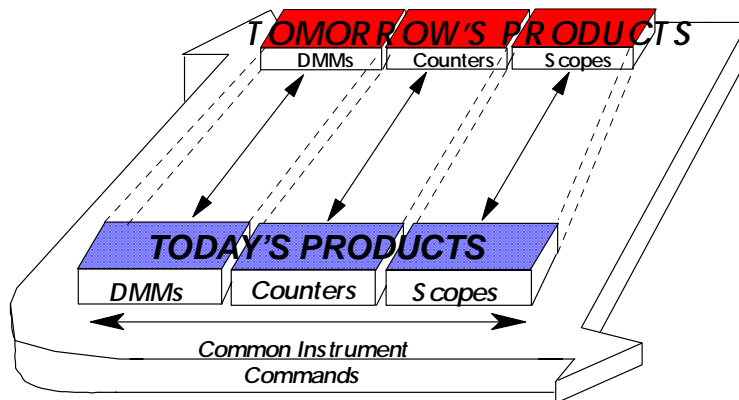 TOMORROW'S PRODUCTS
DMMs Counters Scopes
TODAY'S PRODUCTS
DMMs Counters Scopes
Common Instrument
Commands